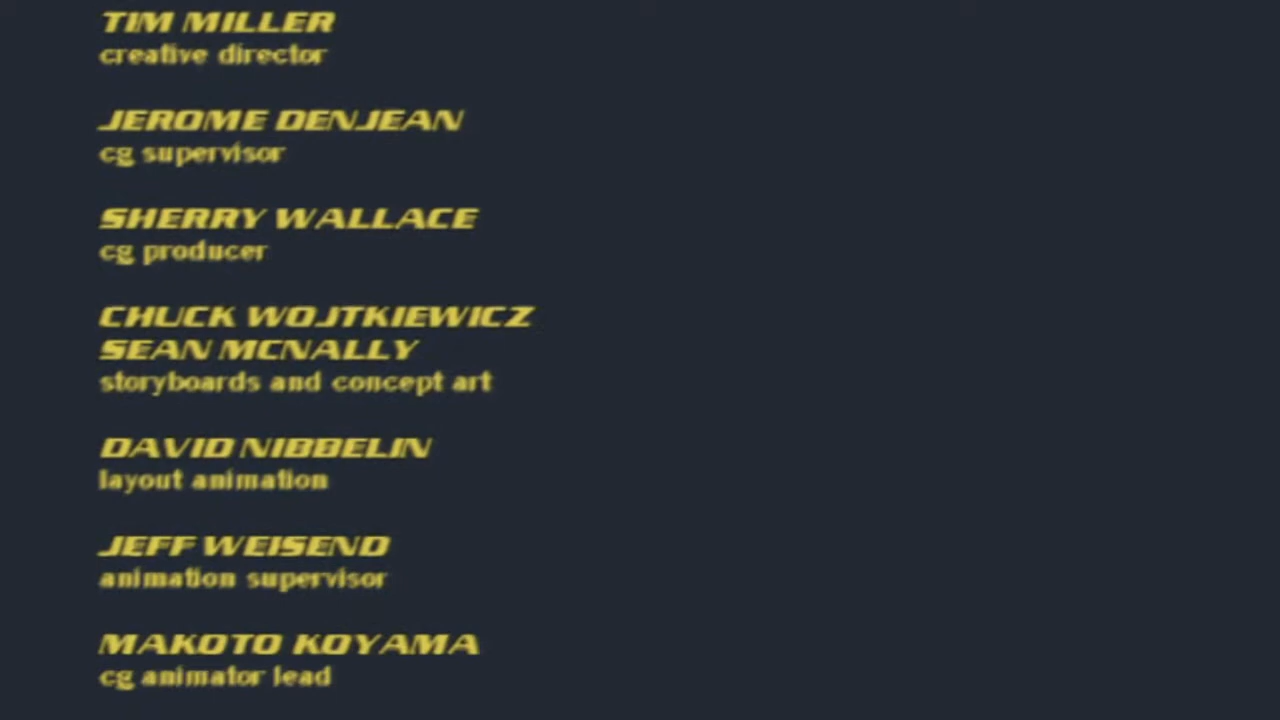 TIM MILLER
creative director
JEROME DENJEAN
cg supervisor
SHERRY WALLACE
cg producer
CHUCK WOJTKIEWICZ
SEAN MCNALLY
storyboards and concept art
DAVID NIBBELIN
layout animation
JEFF WEISEND
animation supervisor
MAKOTO KOYAMA
cg animator lead